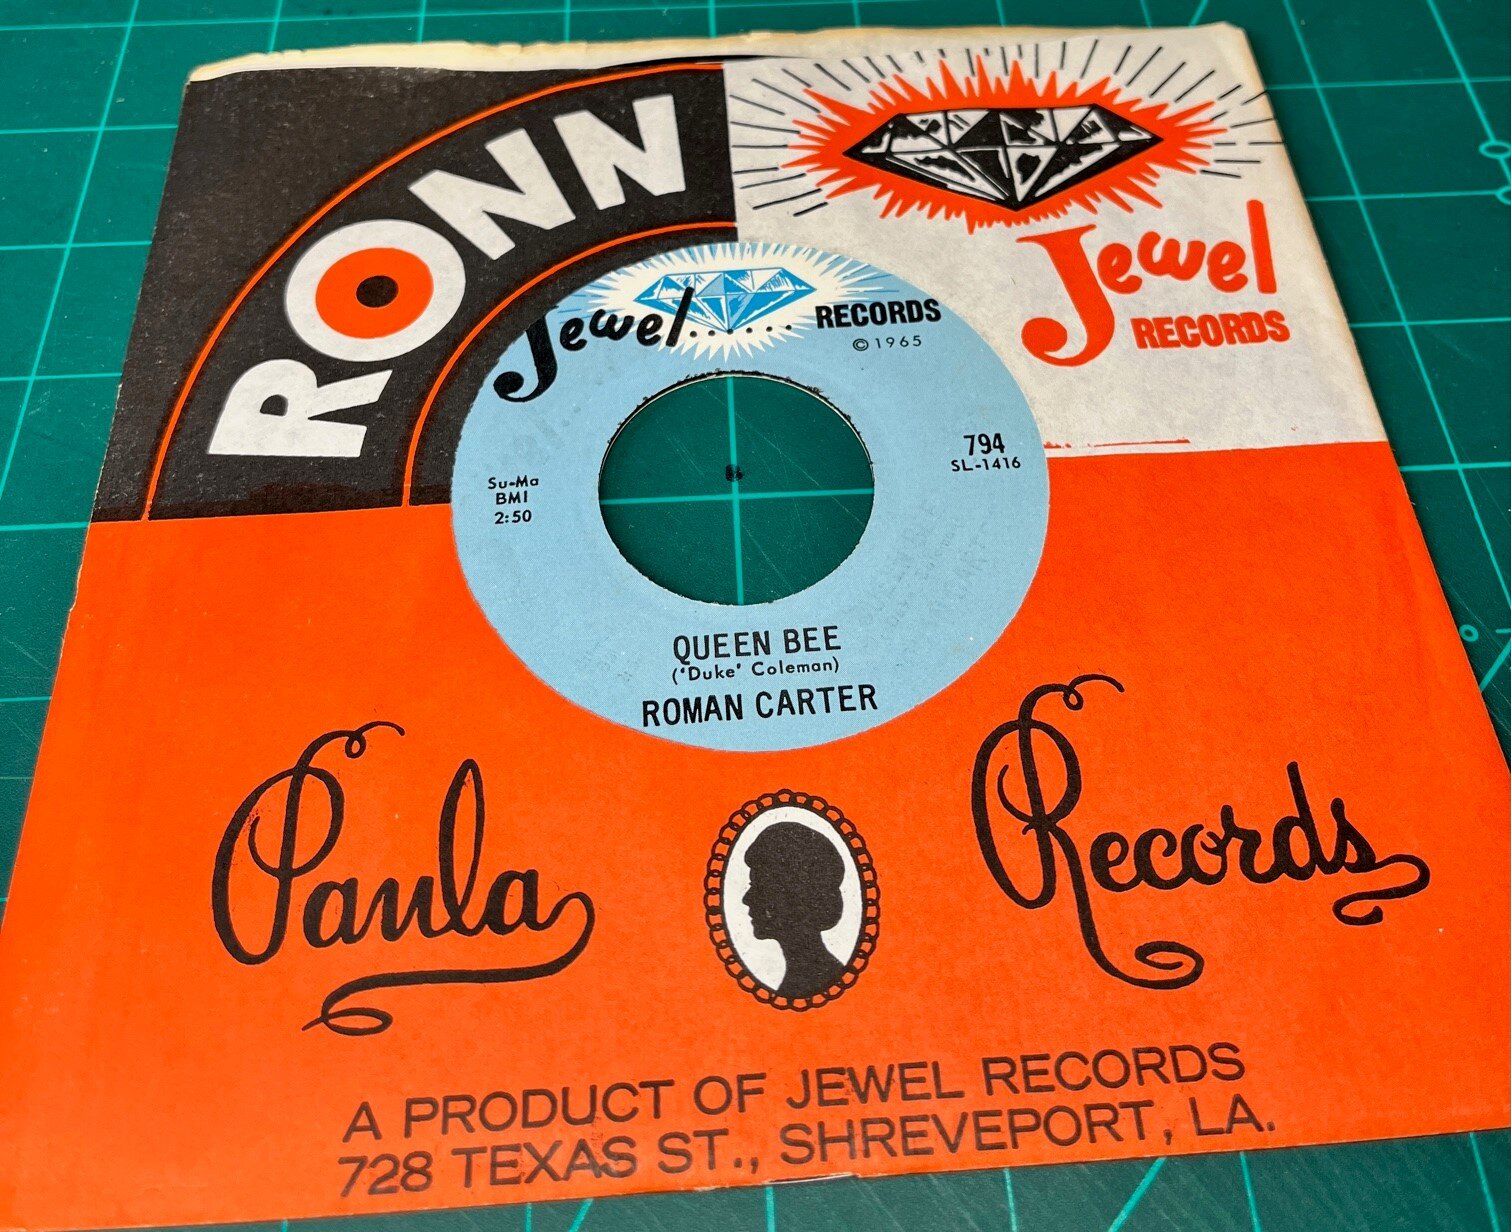 RONN
Jewel
RECORDS
Jewel...... RECORDS
©1965
794
SL-1416
Su-Ma
BMI
2:50
QUEEN BEE
('Duke' Coleman)
ROMAN CARTER
Paula Records
A PRODUCT OF JEWEL RECORDS
728 TEXAS ST., SHREVEPORT, LA.